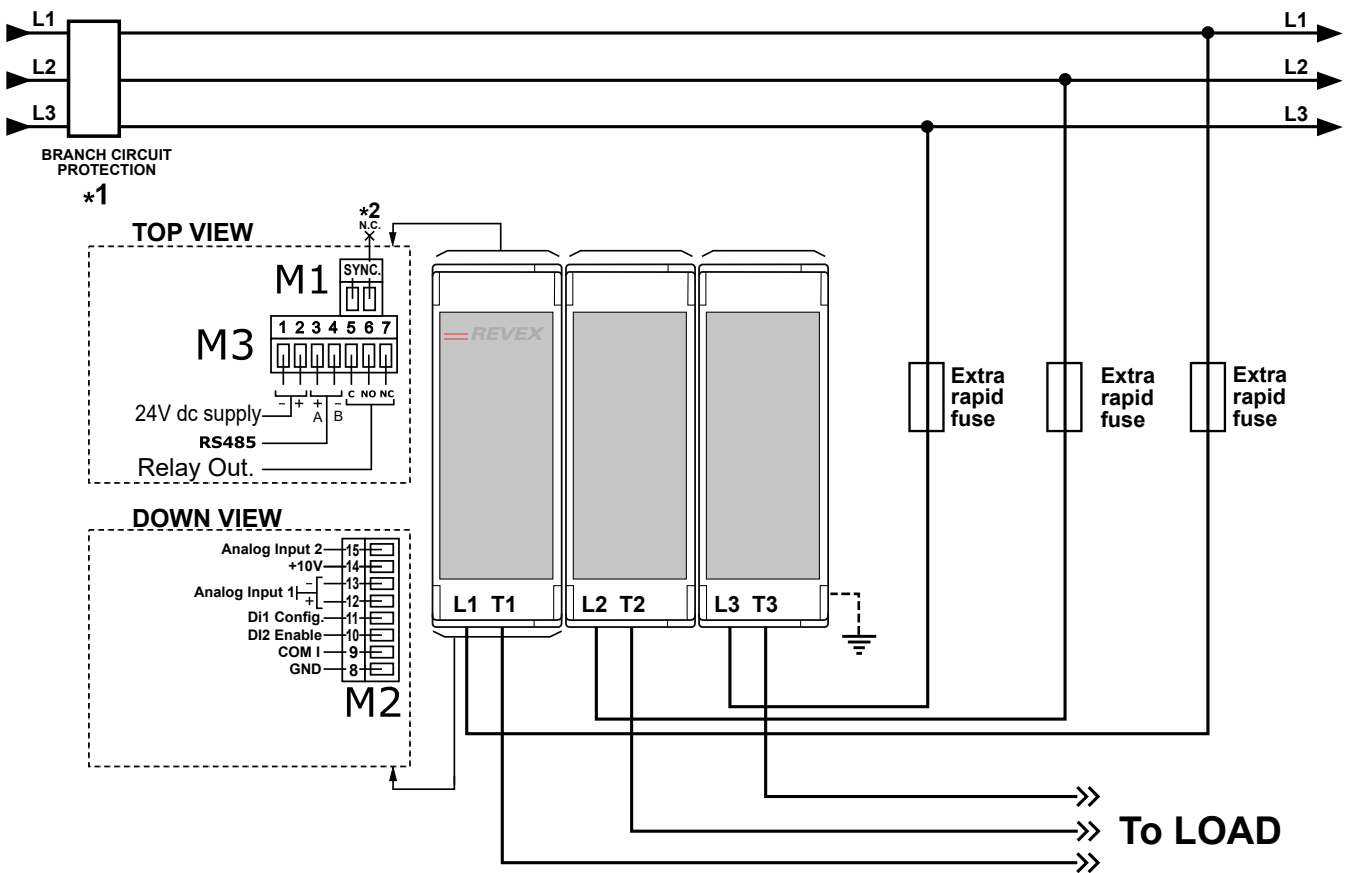 L1
L1
L2
L2
L3
L3
BRANCH CIRCUIT
PROTECTION
*1
*2
N.C.
TOP VIEW
M1
SYNC.
M3
1 2 3 4 5 6 7
- + + - C NO NC
A B
24V dc supply
RS485
Relay Out.
REVEX
Extra
rapid
fuse
Extra
rapid
fuse
Extra
rapid
fuse
DOWN VIEW
Analog Input 2 15
+10V 14
- 13
Analog Input 1
+ 12
Di1 Config. 11
DI2 Enable 10
COM I 9
GND 8
M2
L1 T1
L2 T2
L3 T3
To LOAD